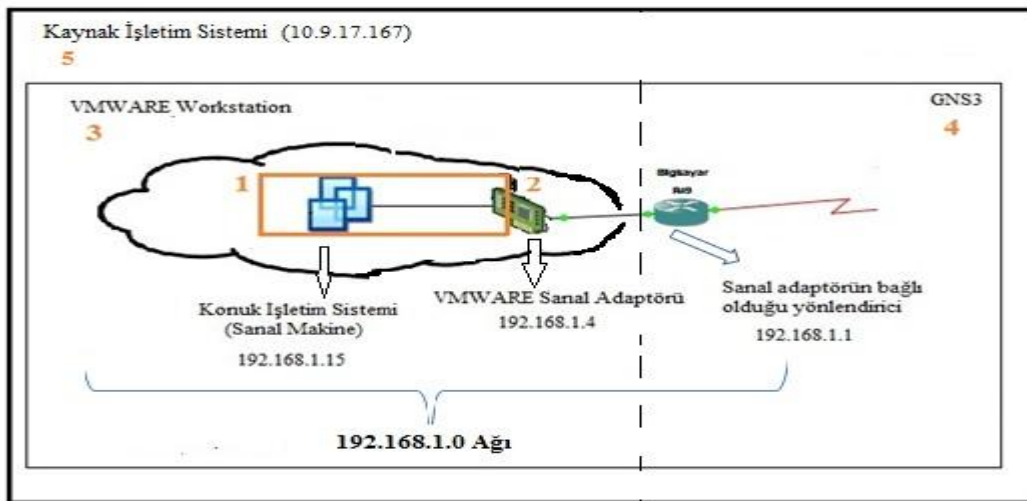 Kaynak İşletim Sistemi (10.9.17.167)
5
VMWARE Workstation
3
GNS3
4
1
2
Konuk İşletim Sistemi
(Sanal Makine)
192.168.1.15
VMWARE Sanal Adaptörü
192.168.1.4
Sanal adaptörün bağlı
olduğu yönlendirici
192.168.1.1
192.168.1.0 Ağı